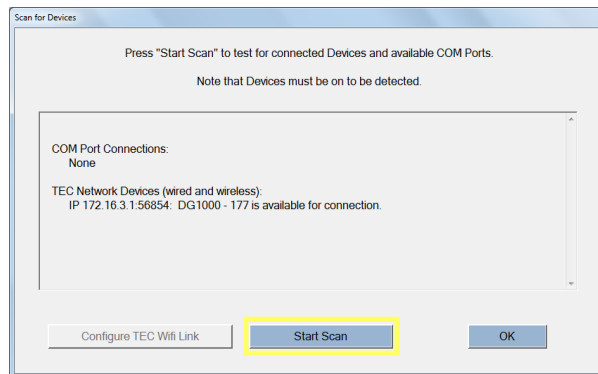 Scan for Devices
Press "Start Scan" to test for connected Devices and available COM Ports.
Note that Devices must be on to be detected.
COM Port Connections:
None
TEC Network Devices (wired and wireless):
IP 172.16.3.1:56854:  DG1000 - 177 is available for connection.
Configure TEC Wifi Link
Start Scan
OK